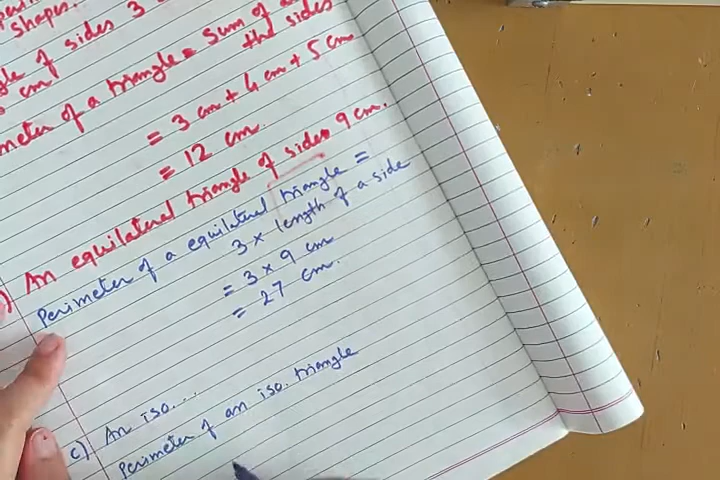 Shapes.
of sides 3
cm
of a triangle = Sum of
the sides
= 3 cm + 4 cm + 5 cm
= 12 cm.
An equilateral triangle of sides 9 cm.
Perimeter of a equilateral triangle =
3 × length of a side
= 3 × 9 cm
= 27 cm.
c) An iso....
Perimeter of an iso. triangle